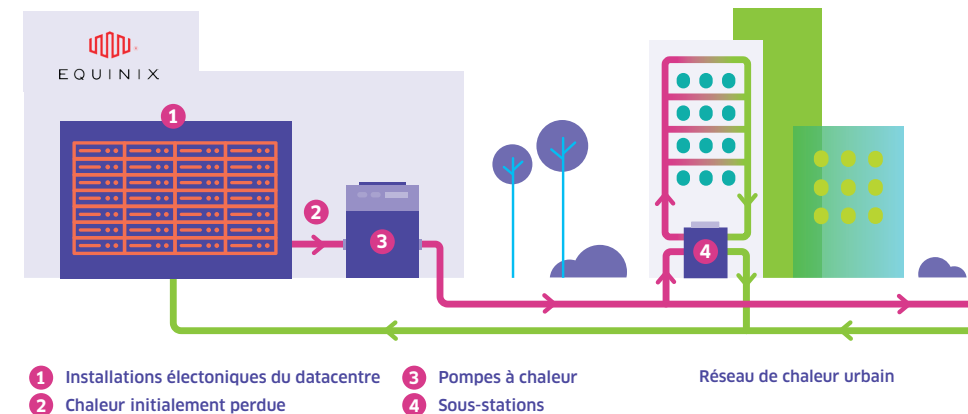 EQUINIX
1
2
3
4
1 Installations électoniques du datacentre
2 Chaleur initialement perdue
3 Pompes à chaleur
4 Sous-stations
Réseau de chaleur urbain